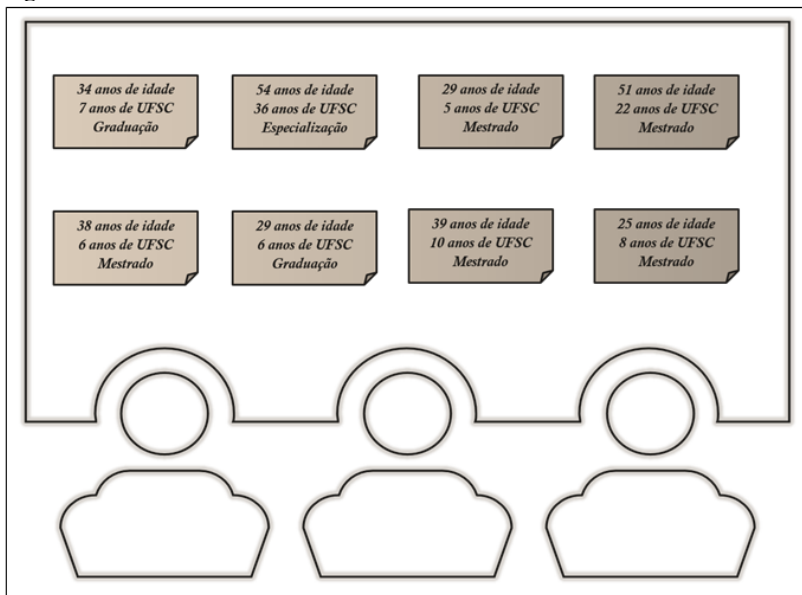 34 anos de idade
7 anos de UFSC
Graduação
54 anos de idade
36 anos de UFSC
Especialização
29 anos de idade
5 anos de UFSC
Mestrado
51 anos de idade
22 anos de UFSC
Mestrado
38 anos de idade
6 anos de UFSC
Mestrado
29 anos de idade
6 anos de UFSC
Graduação
39 anos de idade
10 anos de UFSC
Mestrado
25 anos de idade
8 anos de UFSC
Mestrado